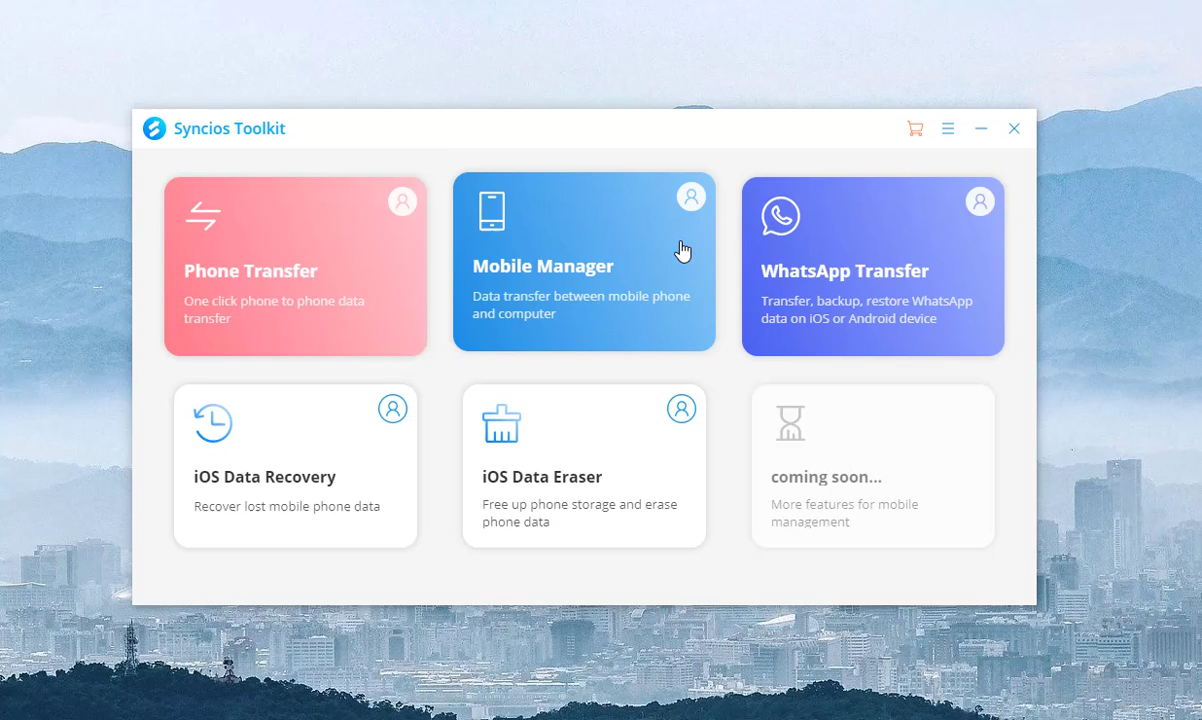 Syncios Toolkit
Phone Transfer
One click phone to phone data
transfer
Mobile Manager
Data transfer between mobile phone
and computer
WhatsApp Transfer
Transfer, backup, restore WhatsApp
data on iOS or Android device
iOS Data Recovery
Recover lost mobile phone data
iOS Data Eraser
Free up phone storage and erase
phone data
coming soon...
More features for mobile
management